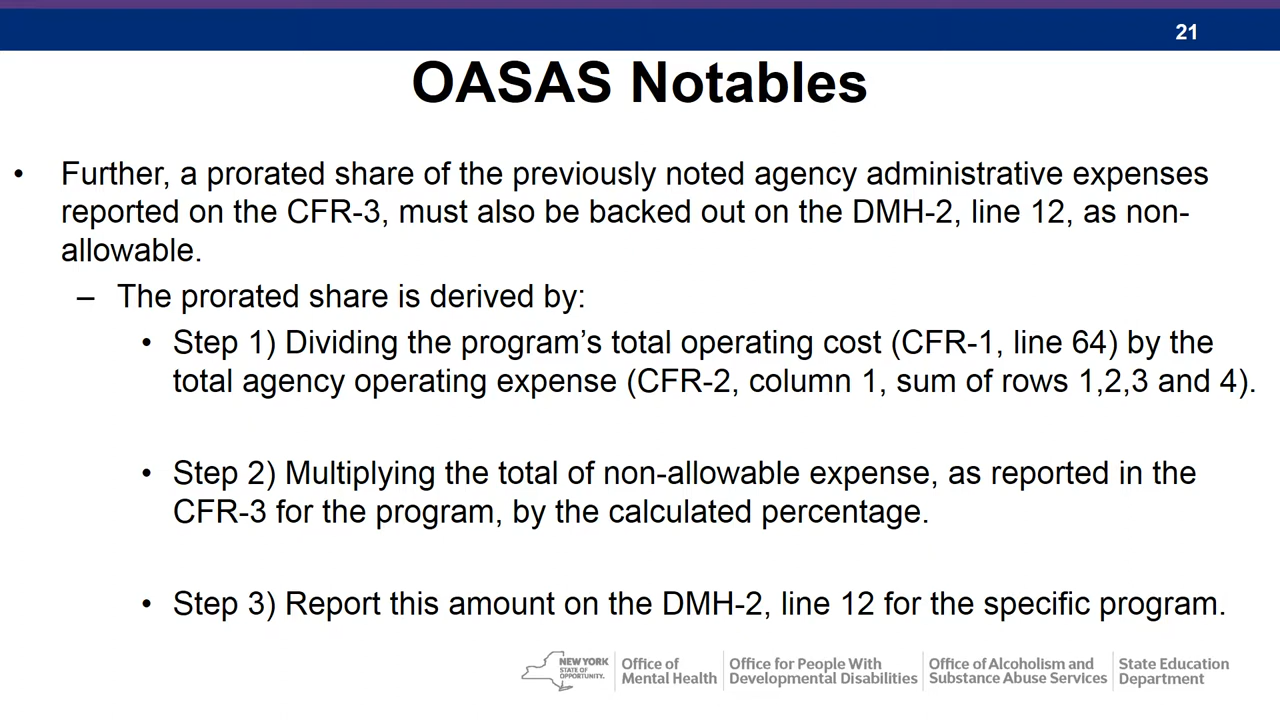 21
OASAS Notables
• Further, a prorated share of the previously noted agency administrative expenses
reported on the CFR-3, must also be backed out on the DMH-2, line 12, as non-
allowable.
– The prorated share is derived by:
• Step 1) Dividing the program’s total operating cost (CFR-1, line 64) by the
total agency operating expense (CFR-2, column 1, sum of rows 1,2,3 and 4).
• Step 2) Multiplying the total of non-allowable expense, as reported in the
CFR-3 for the program, by the calculated percentage.
• Step 3) Report this amount on the DMH-2, line 12 for the specific program.
NEW YORK
STATE OF
OPPORTUNITY.
Office of
Mental Health
Office for People With
Developmental Disabilities
Office of Alcoholism and
Substance Abuse Services
State Education
Department